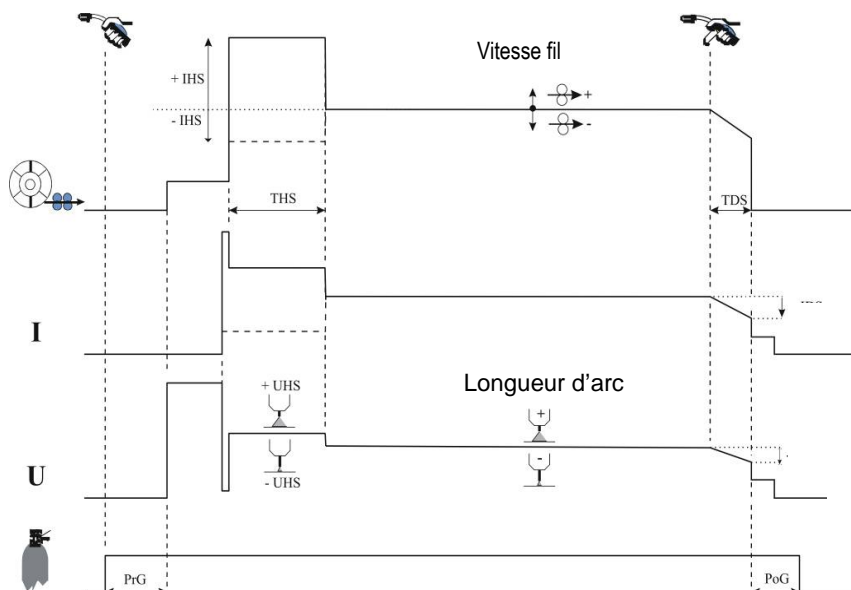 Vitesse fil
+ IHS
- IHS
+
-
THS
TDS
I
+ UHS
Longueur d'arc
+
-
- UHS
U
PrG
PoG